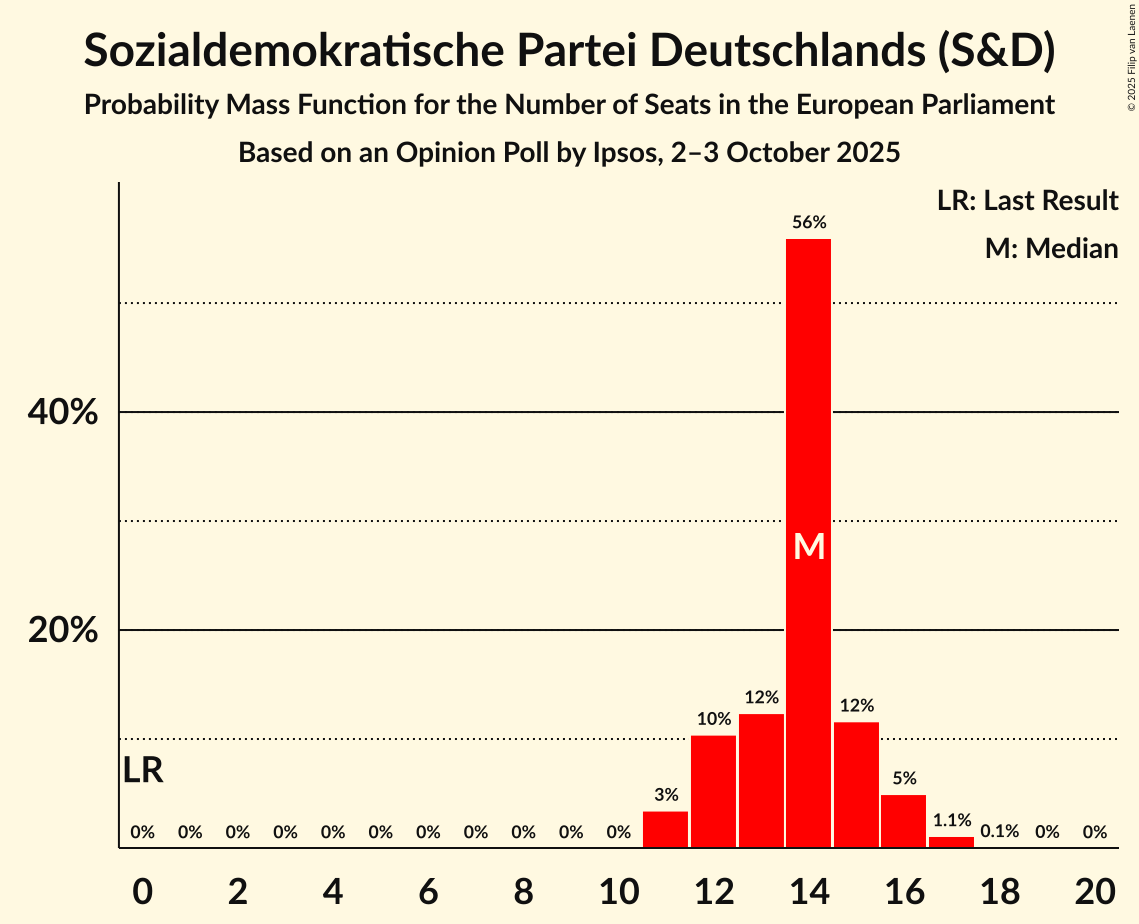 Sozialdemokratische Partei Deutschlands (S&D)
Probability Mass Function for the Number of Seats in the European Parliament
Based on an Opinion Poll by Ipsos, 2–3 October 2025
© 2025 Filip van Laenen
LR: Last Result
M: Median
56%
40%
M
20%
12%
12%
10%
LR
5%
3%
1.1%
0% 0% 0% 0% 0% 0% 0% 0% 0% 0% 0% 0.1% 0% 0%
0 2 4 6 8 10 12 14 16 18 20